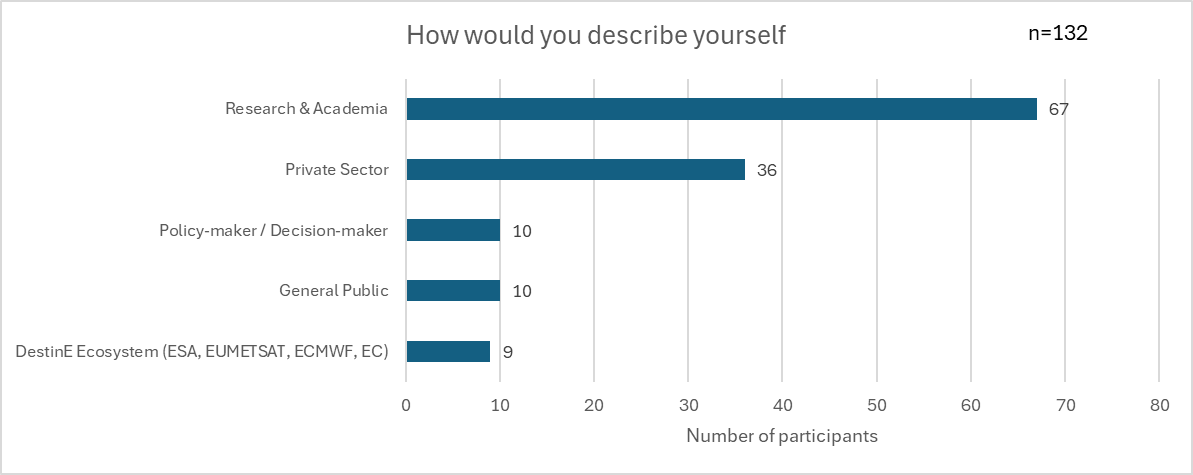 How would you describe yourself
n=132
Research & Academia
67
Private Sector
36
Policy-maker / Decision-maker
10
General Public
10
DestinE Ecosystem (ESA, EUMETSAT, ECMWF, EC)
9
0 10 20 30 40 50 60 70 80
Number of participants